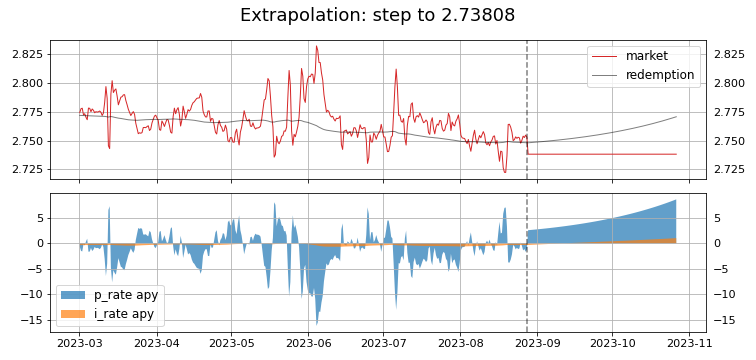 Extrapolation: step to 2.73808
2.825 2.825
2.800 2.800
2.775 2.775
2.750 2.750
2.725 2.725
market
redemption
5 5
0 0
−5 −5
−10 −10
−15 −15
p_rate apy
i_rate apy
2023-03 2023-04 2023-05 2023-06 2023-07 2023-08 2023-09 2023-10 2023-11